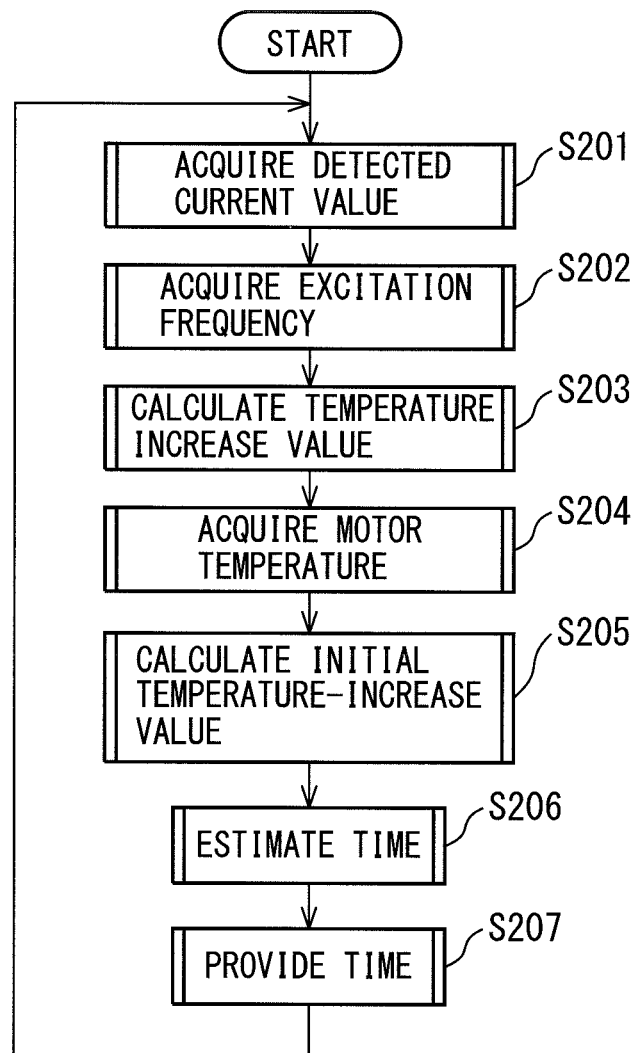 START
ACQUIRE DETECTED
CURRENT VALUE
S201
ACQUIRE EXCITATION
FREQUENCY
S202
CALCULATE TEMPERATURE
INCREASE VALUE
S203
ACQUIRE MOTOR
TEMPERATURE
S204
CALCULATE INITIAL
TEMPERATURE-INCREASE
VALUE
S205
ESTIMATE TIME
S206
PROVIDE TIME
S207